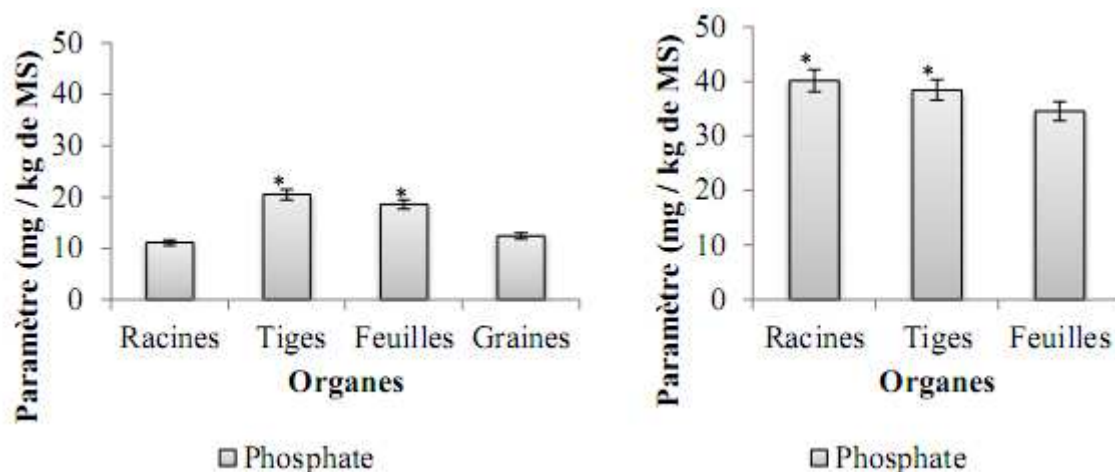 Paramètre (mg / kg de MS)
50
40
30
20
10
0
*
*
Racines Tiges Feuilles Graines
Organes
Phosphate
Paramètre (mg / kg de MS)
50
40
30
20
10
0
*
*
Racines Tiges Feuilles
Organes
Phosphate